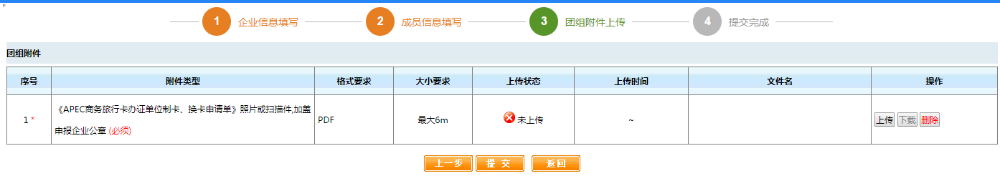 1 企业信息填写 2 成员信息填写 3 团组附件上传 4 提交完成
团组附件
序号 附件类型 格式要求 大小要求 上传状态 上传时间 文件名 操作
《APEC商务旅行卡办证单位制卡、换卡申请单》照片或扫描件,加盖
1 * PDF 最大6m 未上传 ~ 上传 下载 删除
申报企业公章 (必须)
上一步 提 交 返回